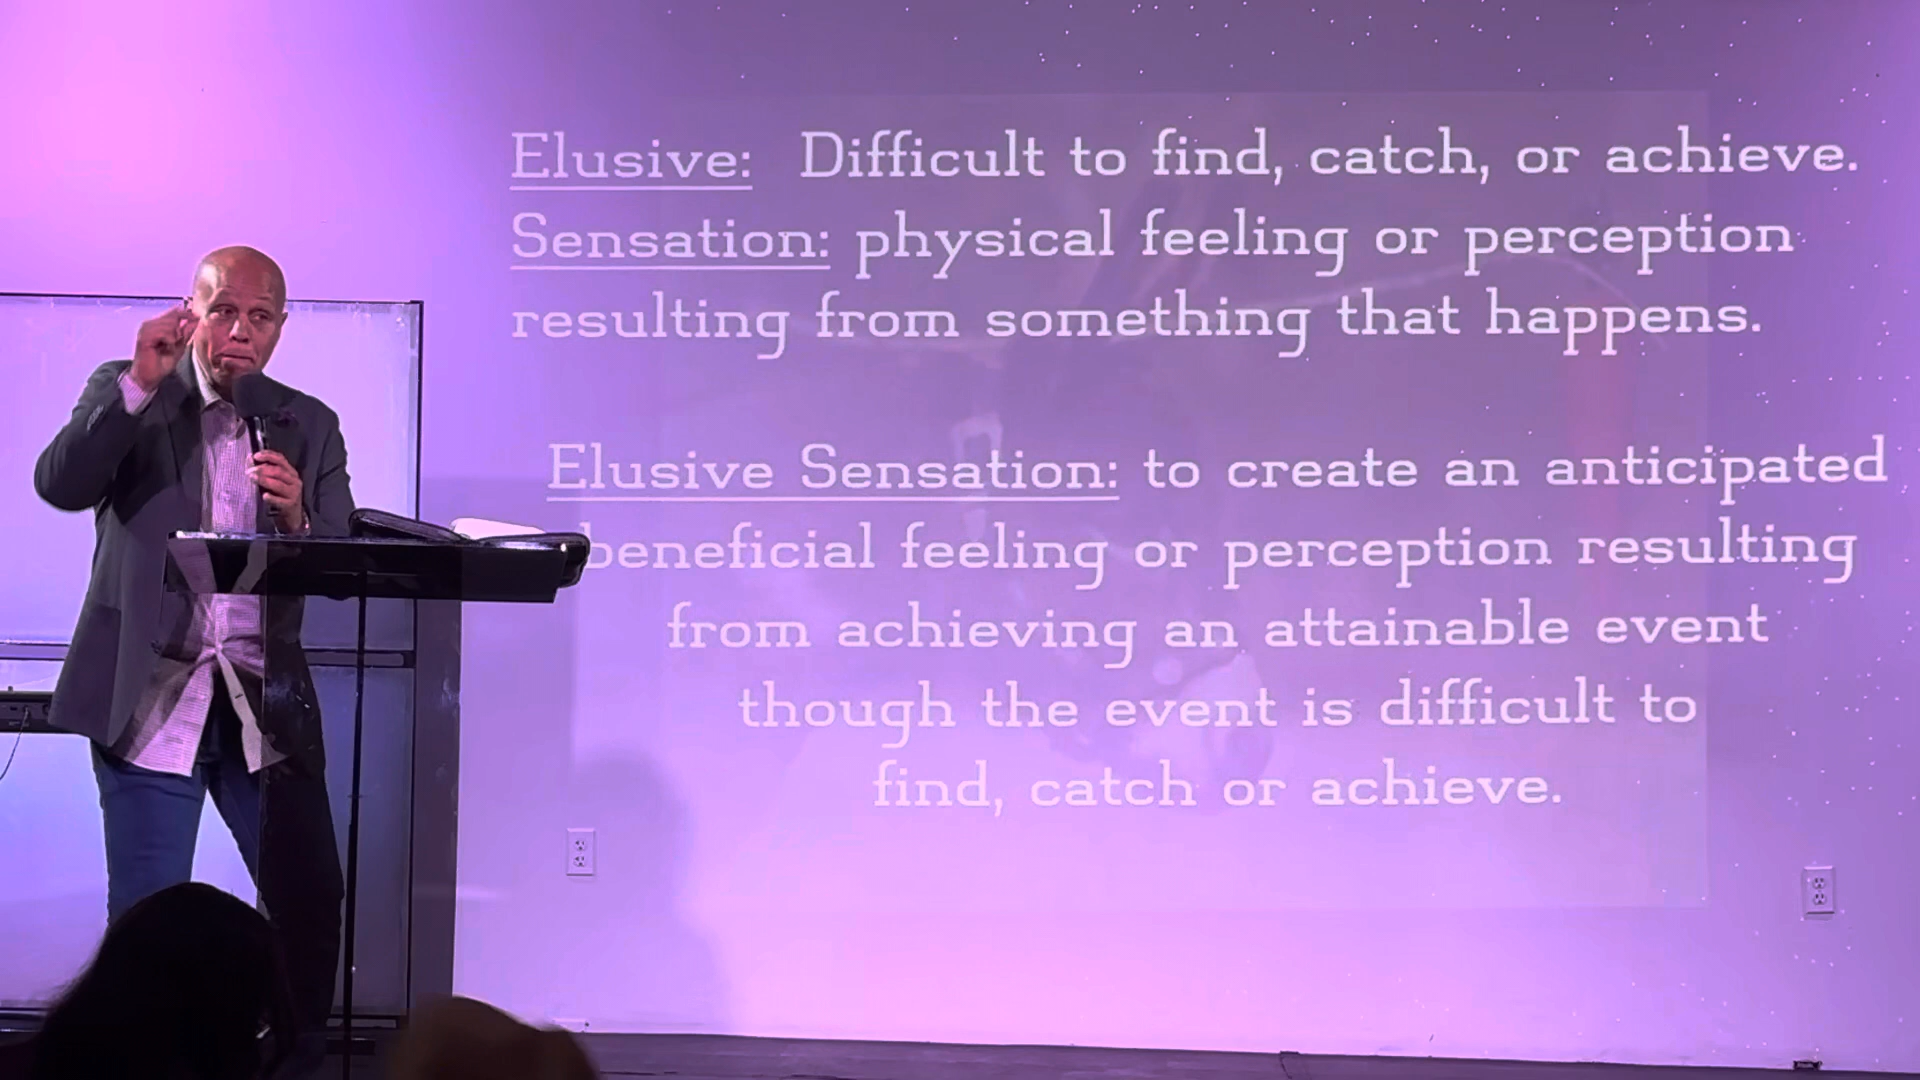 Elusive: Difficult to find, catch, or achieve.
Sensation: physical feeling or perception
resulting from something that happens.
Elusive Sensation: to create an anticipated
beneficial feeling or perception resulting
from achieving an attainable event
though the event is difficult to
find, catch or achieve.